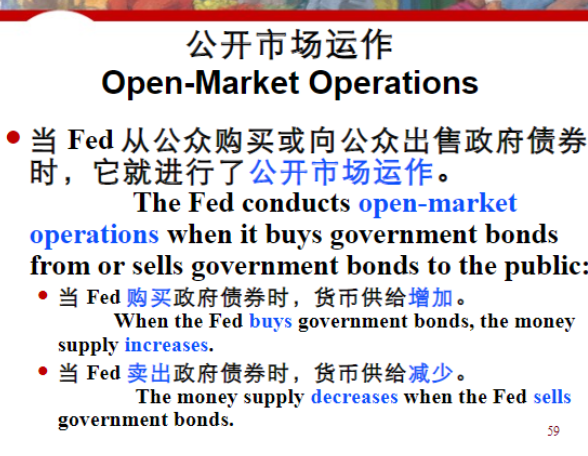 公开市场运作
Open-Market Operations
当 Fed 从公众购买或向公众出售政府债券
时，它就进行了公开市场运作。
The Fed conducts open-market
operations when it buys government bonds
from or sells government bonds to the public:
当 Fed 购买政府债券时，货币供给增加。
When the Fed buys government bonds, the money
supply increases.
当 Fed 卖出政府债券时，货币供给减少。
The money supply decreases when the Fed sells
government bonds.
59